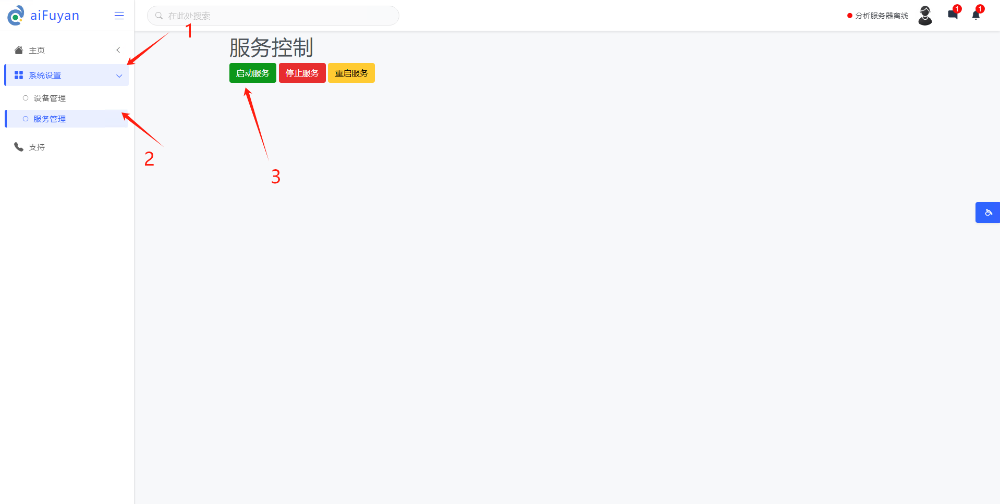 aiFuyan
在此处搜索
分析服务器离线
1
1
1
主页
系统设置
设备管理
服务管理
支持
服务控制
启动服务 停止服务 重启服务
2
3